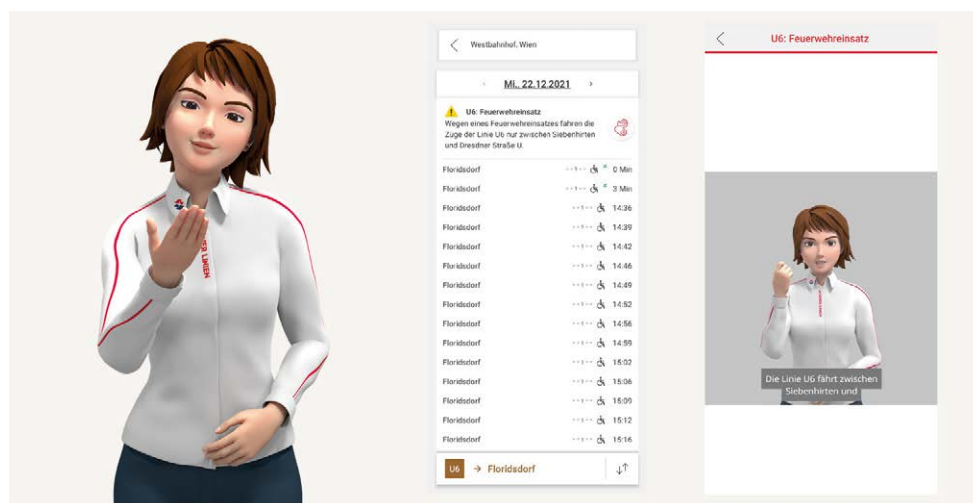 ER LINIEN
Westbahnhof, Wien
Mi., 22.12.2021
U6: Feuerwehreinsatz
Wegen eines Feuerwehreinsatzes fahren die
Züge der Linie U6 nur zwischen Siebenhirten
und Dresdner Straße U.
Floridsdorf 0 Min
Floridsdorf 3 Min
Floridsdorf 14:36
Floridsdorf 14:39
Floridsdorf 14:42
Floridsdorf 14:46
Floridsdorf 14:49
Floridsdorf 14:52
Floridsdorf 14:56
Floridsdorf 14:59
Floridsdorf 15:02
Floridsdorf 15:06
Floridsdorf 15:09
Floridsdorf 15:12
Floridsdorf 15:16
U6 → Floridsdorf
U6: Feuerwehreinsatz
Die Linie U6 fährt zwischen
Siebenhirten und